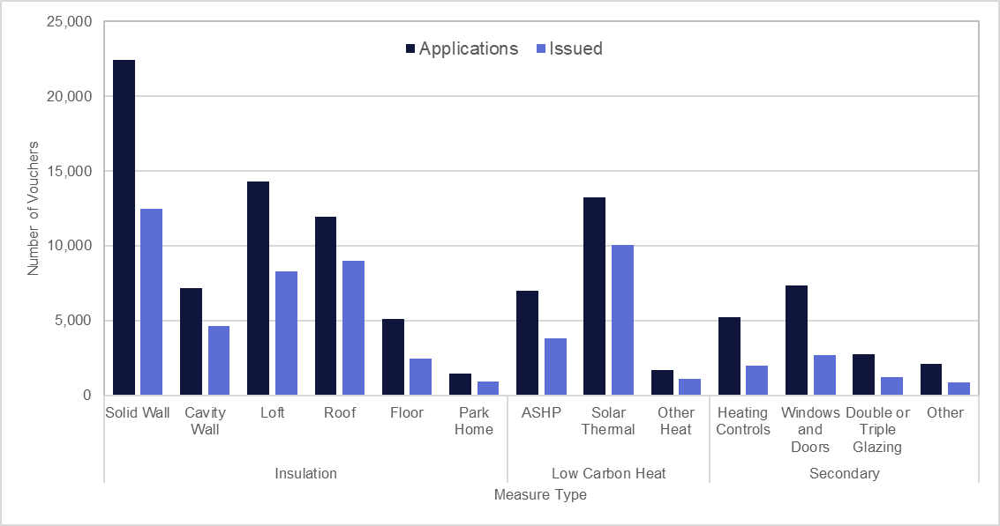 25,000
20,000
15,000
10,000
5,000
0
Number of Vouchers
Applications Issued
Solid Wall Cavity Loft Roof Floor Park ASHP Solar Other Heating Windows Double or Other
Wall Home Thermal Heat Controls and Triple
Doors Glazing
Insulation Low Carbon Heat Secondary
Measure Type